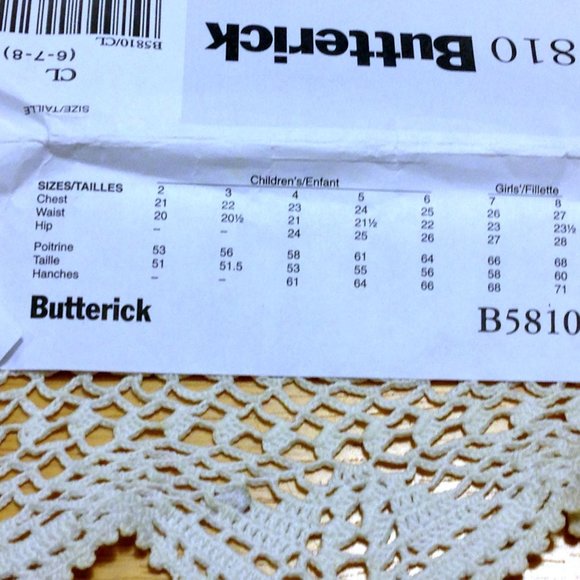 B5810/CL
CL
(6-7-8)
SIZE/TAILLE
810 Butterick
Children's/Enfant Girls'/Fillette
SIZES/TAILLES 2 3 4 5 6 7 8
Chest 21 22 23 24 25 26 27
Waist 20 20½ 21 21½ 22 23 23½
Hip – – 24 25 26 27 28
Poitrine 53 56 58 61 64 66 68
Taille 51 51.5 53 55 56 58 60
Hanches – – 61 64 66 68 71
Butterick B5810